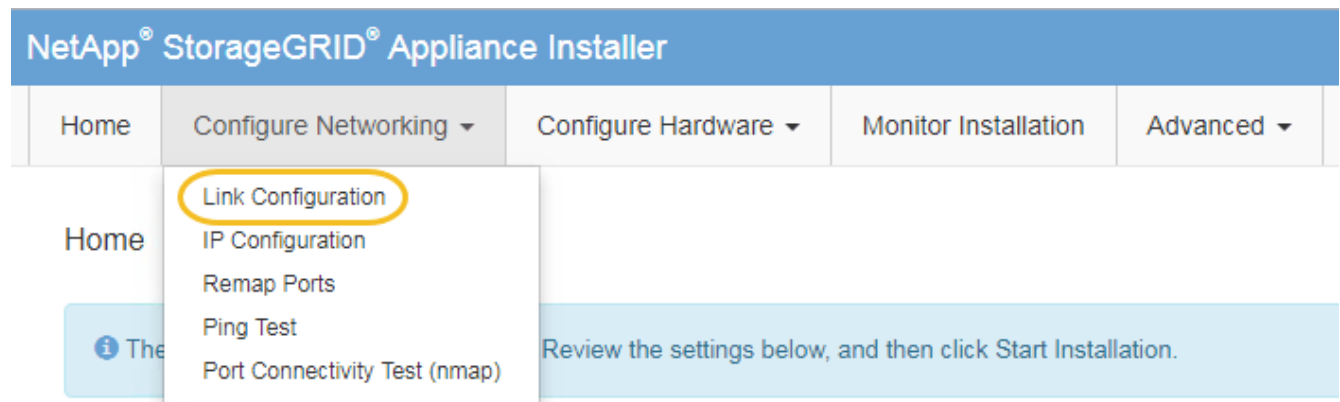 NetApp® StorageGRID® Appliance Installer
Home Configure Networking Configure Hardware Monitor Installation Advanced
Link Configuration
Home IP Configuration
Remap Ports
Ping Test
The Review the settings below, and then click Start Installation.
Port Connectivity Test (nmap)